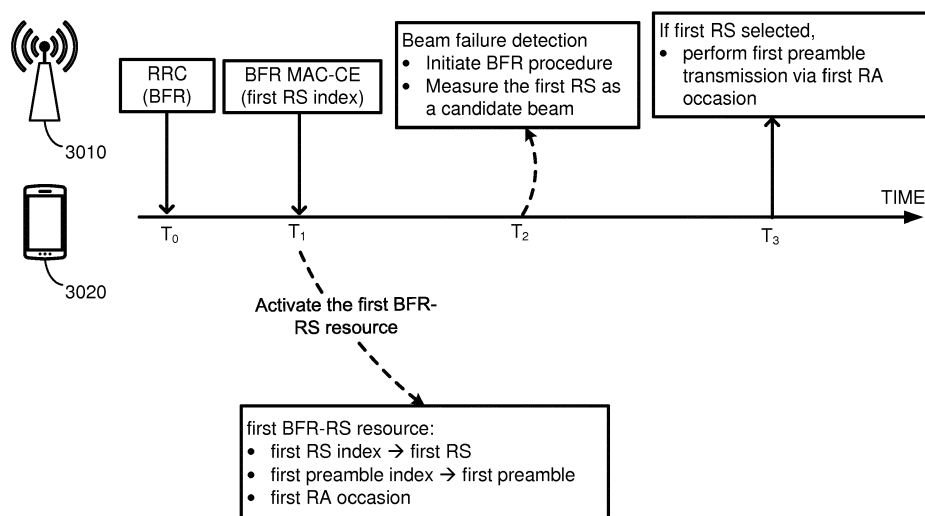 RRC
(BFR)
BFR MAC-CE
(first RS index)
Beam failure detection
• Initiate BFR procedure
• Measure the first RS as
a candidate beam
If first RS selected,
• perform first preamble
transmission via first RA
occasion
3010
3020
TIME
T0
T1
T2
T3
Activate the first BFR-
RS resource
first BFR-RS resource:
• first RS index → first RS
• first preamble index → first preamble
• first RA occasion